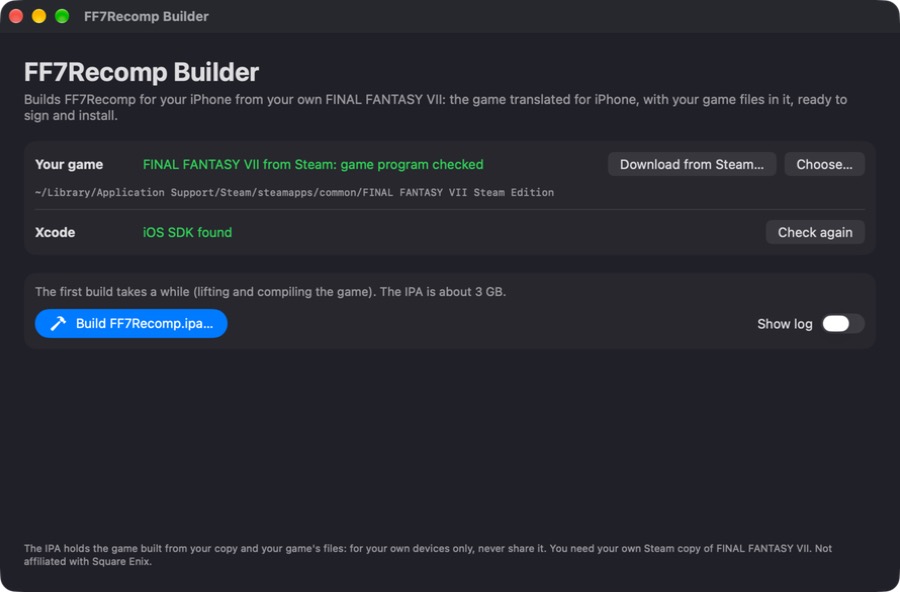 FF7Recomp Builder
FF7Recomp Builder
Builds FF7Recomp for your iPhone from your own FINAL FANTASY VII: the game translated for iPhone, with your game files in it, ready to
sign and install.
Your game FINAL FANTASY VII from Steam: game program checked Download from Steam... Choose...
~/Library/Application Support/Steam/steamapps/common/FINAL FANTASY VII Steam Edition
Xcode iOS SDK found Check again
The first build takes a while (lifting and compiling the game). The IPA is about 3 GB.
Build FF7Recomp.ipa... Show log
The IPA holds the game built from your copy and your game's files: for your own devices only, never share it. You need your own Steam copy of FINAL FANTASY VII. Not
affiliated with Square Enix.